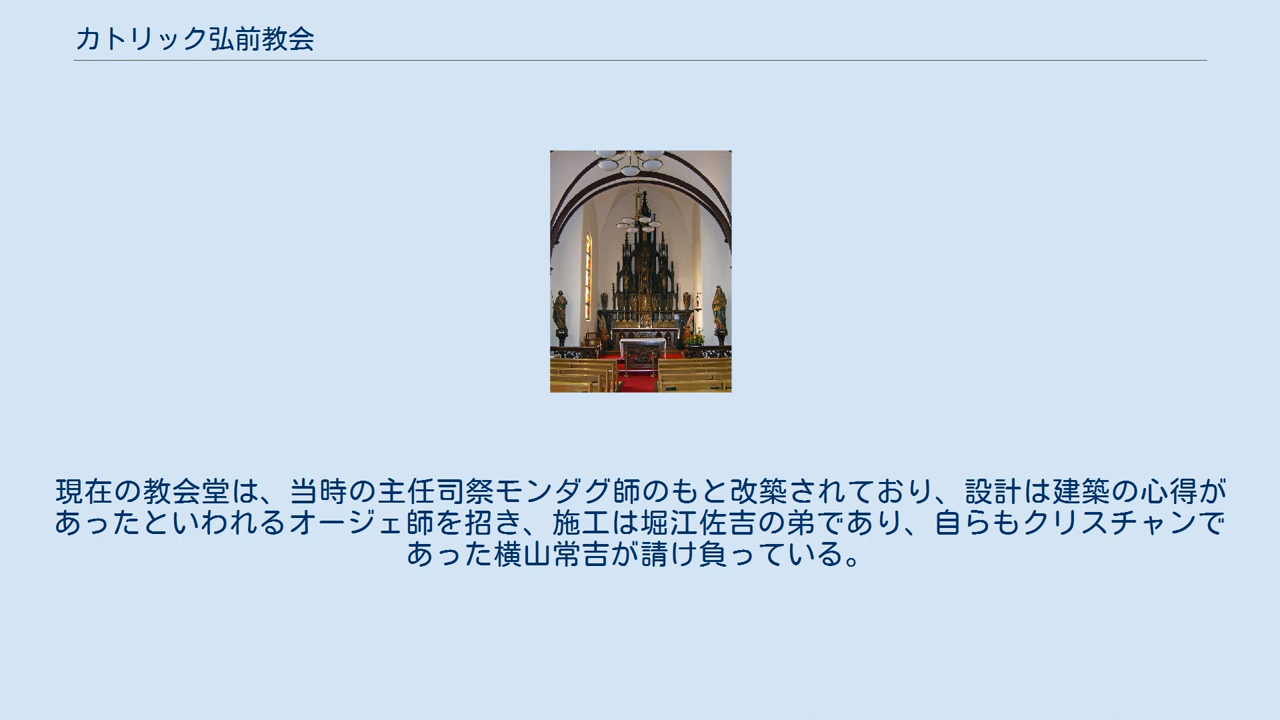 カトリック弘前教会
現在の教会堂は、当時の主任司祭モンダグ師のもと改築されており、設計は建築の心得が
あったといわれるオージェ師を招き、施工は堀江佐吉の弟であり、自らもクリスチャンで
あった横山常吉が請け負っている。